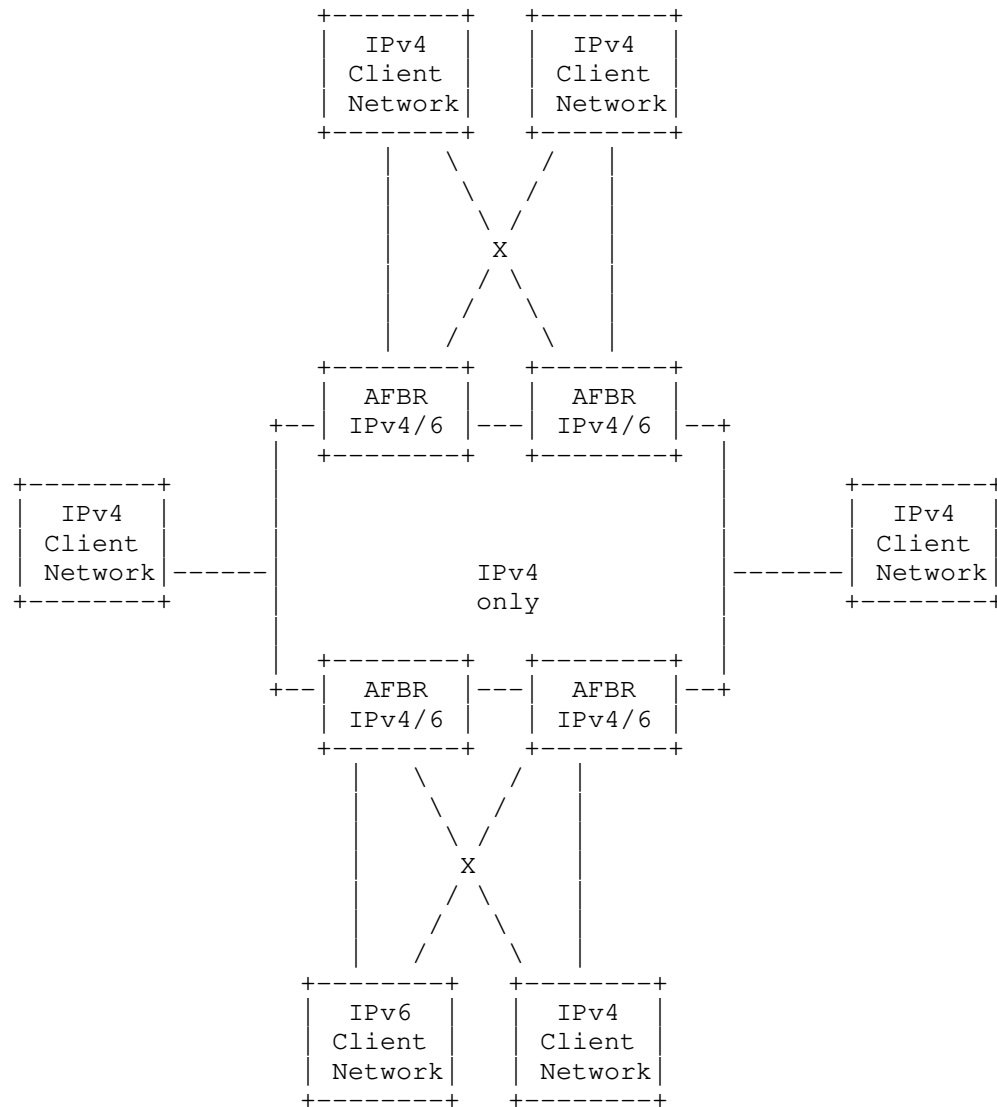 IPv4
Client
Network
IPv4
Client
Network
X
AFBR
IPv4/6
AFBR
IPv4/6
IPv4
Client
Network
IPv4
only
IPv4
Client
Network
AFBR
IPv4/6
AFBR
IPv4/6
X
IPv6
Client
Network
IPv4
Client
Network